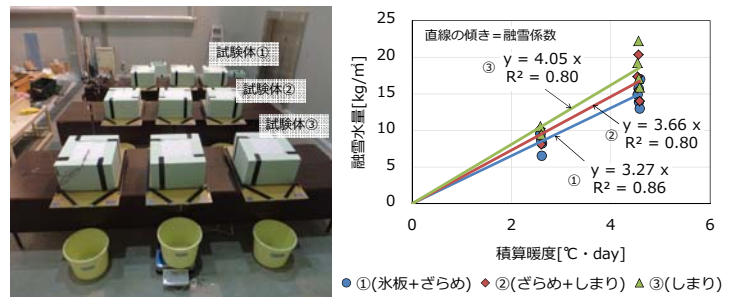 試験体①
試験体②
試験体③
直線の傾き＝融雪係数
y = 4.05 x
③
R² = 0.80
y = 3.66 x
②
R² = 0.80
y = 3.27 x
①
R² = 0.86
融雪水量[kg/㎡]
25
20
15
10
5
0
0
2
4
6
積算暖度[℃・day]
①(氷板+ざらめ)
②(ざらめ+しまり)
③(しまり)